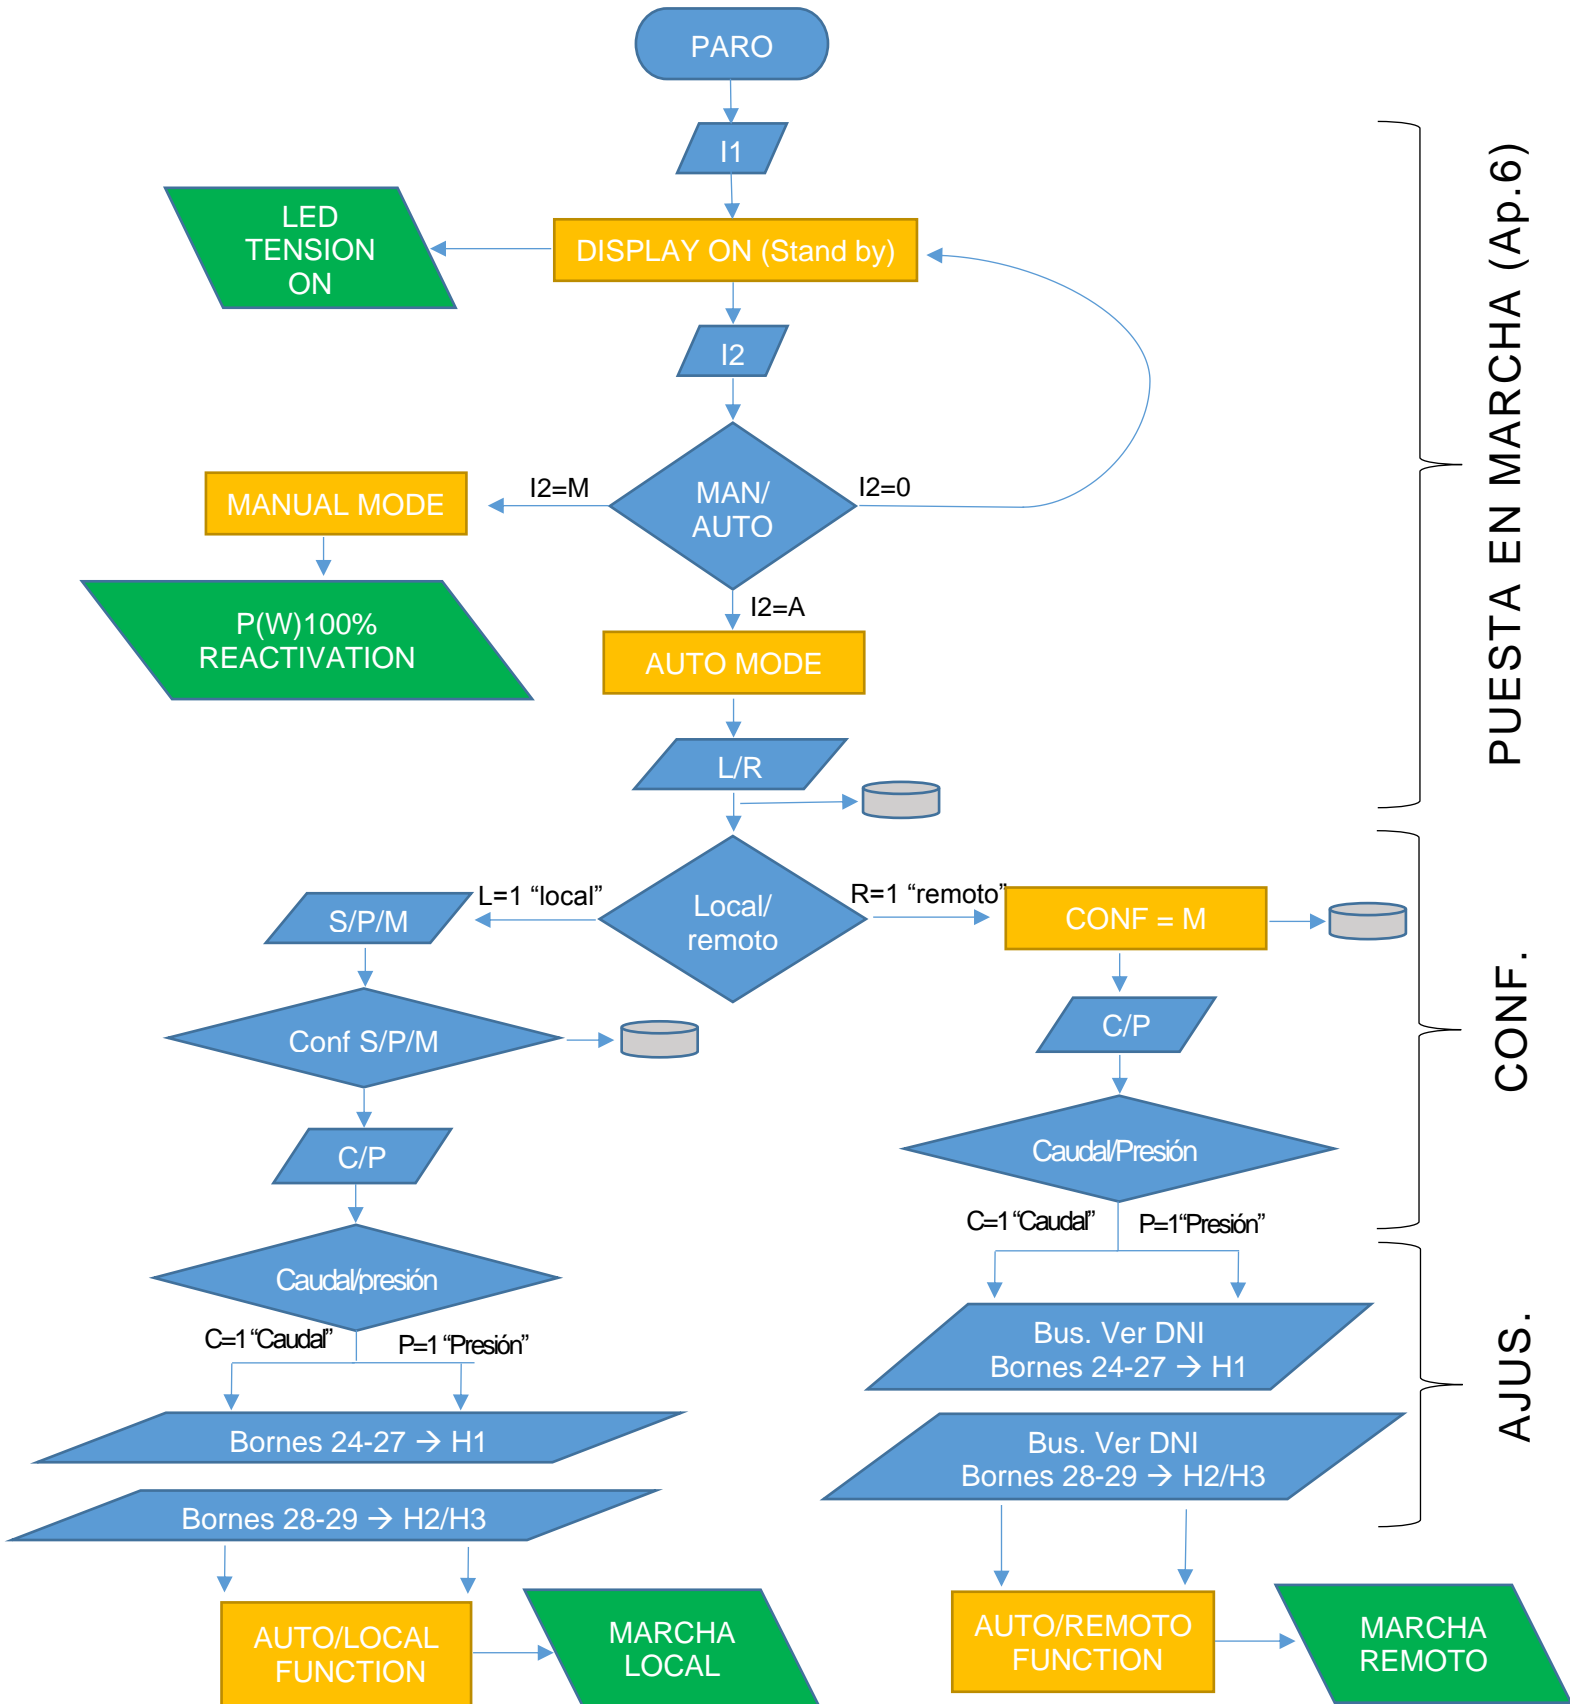 PARO
I1
LED
TENSION
ON
DISPLAY ON (Stand by)
I2
MANUAL MODE
I2=M
MAN/
AUTO
I2=0
P(W)100%
REACTIVATION
I2=A
AUTO MODE
L/R
PUESTA EN MARCHA (Ap.6)
S/P/M
L=1 “local”
Local/
remoto
R=1 “remoto”
CONF = M
Conf S/P/M
C/P
C/P
Caudal/Presión
CONF.
Caudal/presión
C=1 “Caudal”
P=1“Presión”
C=1 “Caudal”
P=1 “Presión”
Bus. Ver DNI
Bornes 24-27 → H1
Bornes 24-27 → H1
Bus. Ver DNI
Bornes 28-29 → H2/H3
Bornes 28-29 → H2/H3
AJUS.
AUTO/LOCAL
FUNCTION
MARCHA
LOCAL
AUTO/REMOTO
FUNCTION
MARCHA
REMOTO